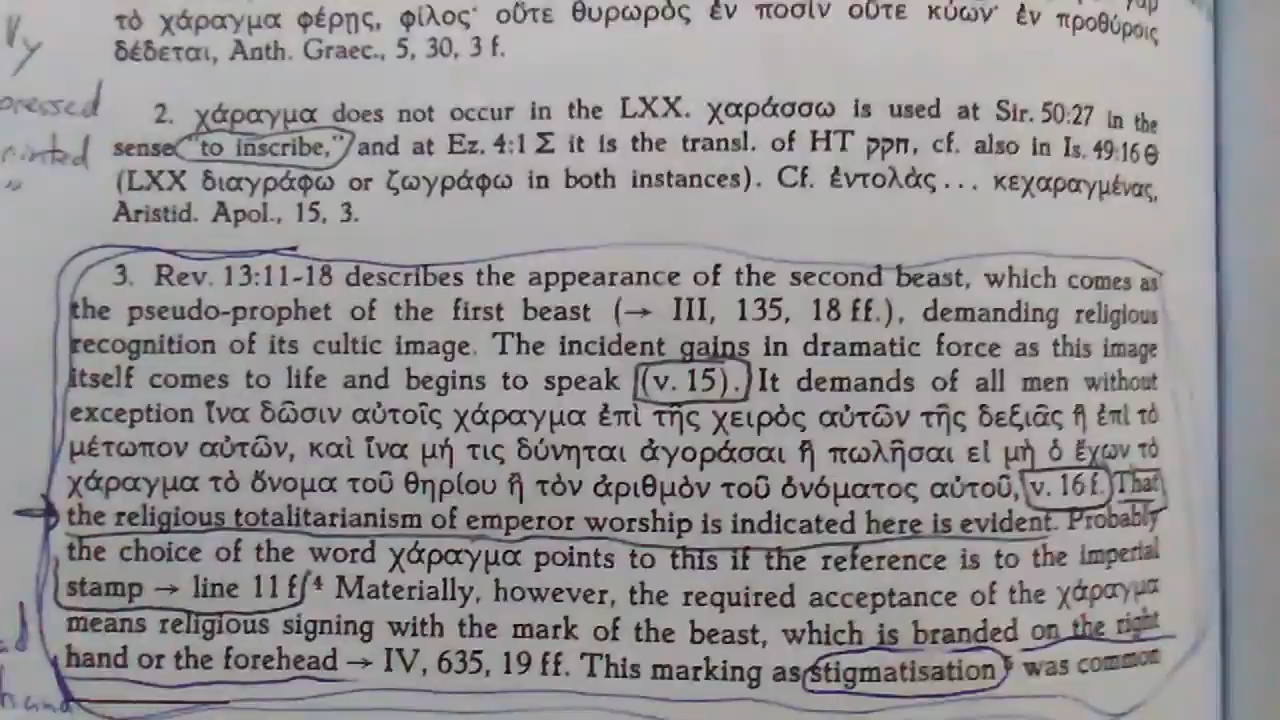 τὸ χάραγμα φέρῃς, φίλος· οὔτε θυρωρὸς ἐν ποσὶν οὔτε κύων· ἐν προθύροις
δέδεται, Anth. Graec., 5, 30, 3 f.
pressed
2. χάραγμα does not occur in the LXX. χαράσσω is used at Sir. 50:27 in the
sense "to inscribe," and at Ez. 4:1 Σ it is the transl. of HT חקק, cf. also in Is. 49:16 Θ
(LXX διαγράφω or ζωγράφω in both instances). Cf. ἐντολὰς ... κεχαραγμένας,
Aristid. Apol., 15, 3.
3. Rev. 13:11-18 describes the appearance of the second beast, which comes as
the pseudo-prophet of the first beast (→ III, 135, 18 ff.), demanding religious
recognition of its cultic image. The incident gains in dramatic force as this image
itself comes to life and begins to speak (v. 15). It demands of all men without
exception ἵνα δῶσιν αὐτοῖς χάραγμα ἐπὶ τῆς χειρὸς αὐτῶν τῆς δεξιᾶς ἢ ἐπὶ τὸ
μέτωπον αὐτῶν, καὶ ἵνα μή τις δύνηται ἀγοράσαι ἢ πωλῆσαι εἰ μὴ ὁ ἔχων τὸ
χάραγμα τὸ ὄνομα τοῦ θηρίου ἢ τὸν ἀριθμὸν τοῦ ὀνόματος αὐτοῦ, v. 16 f. That
the religious totalitarianism of emperor worship is indicated here is evident. Probably
the choice of the word χάραγμα points to this if the reference is to the imperial
stamp → line 11 f.⁴ Materially, however, the required acceptance of the χάραγμα
means religious signing with the mark of the beast, which is branded on the right
hand or the forehead → IV, 635, 19 ff. This marking as stigmatisation⁵ was common
hand